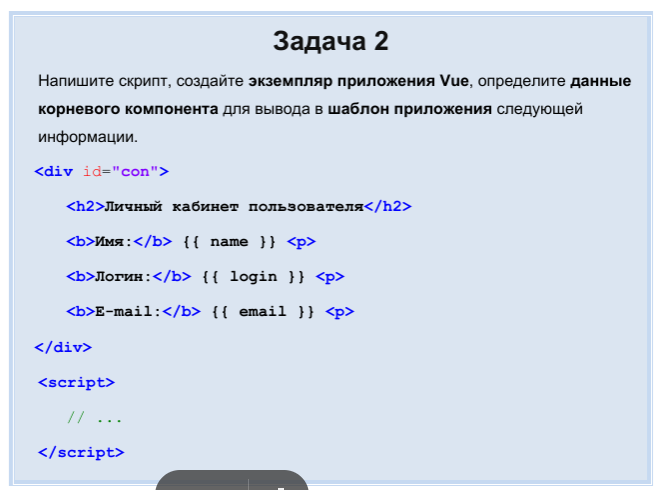 Задача 2
Напишите скрипт, создайте экземпляр приложения Vue, определите данные
корневого компонента для вывода в шаблон приложения следующей
информации.
<div id="con">
<h2>Личный кабинет пользователя</h2>
<b>Имя:</b> {{ name }} <p>
<b>Логин:</b> {{ login }} <p>
<b>E-mail:</b> {{ email }} <p>
</div>
<script>
// ...
</script>